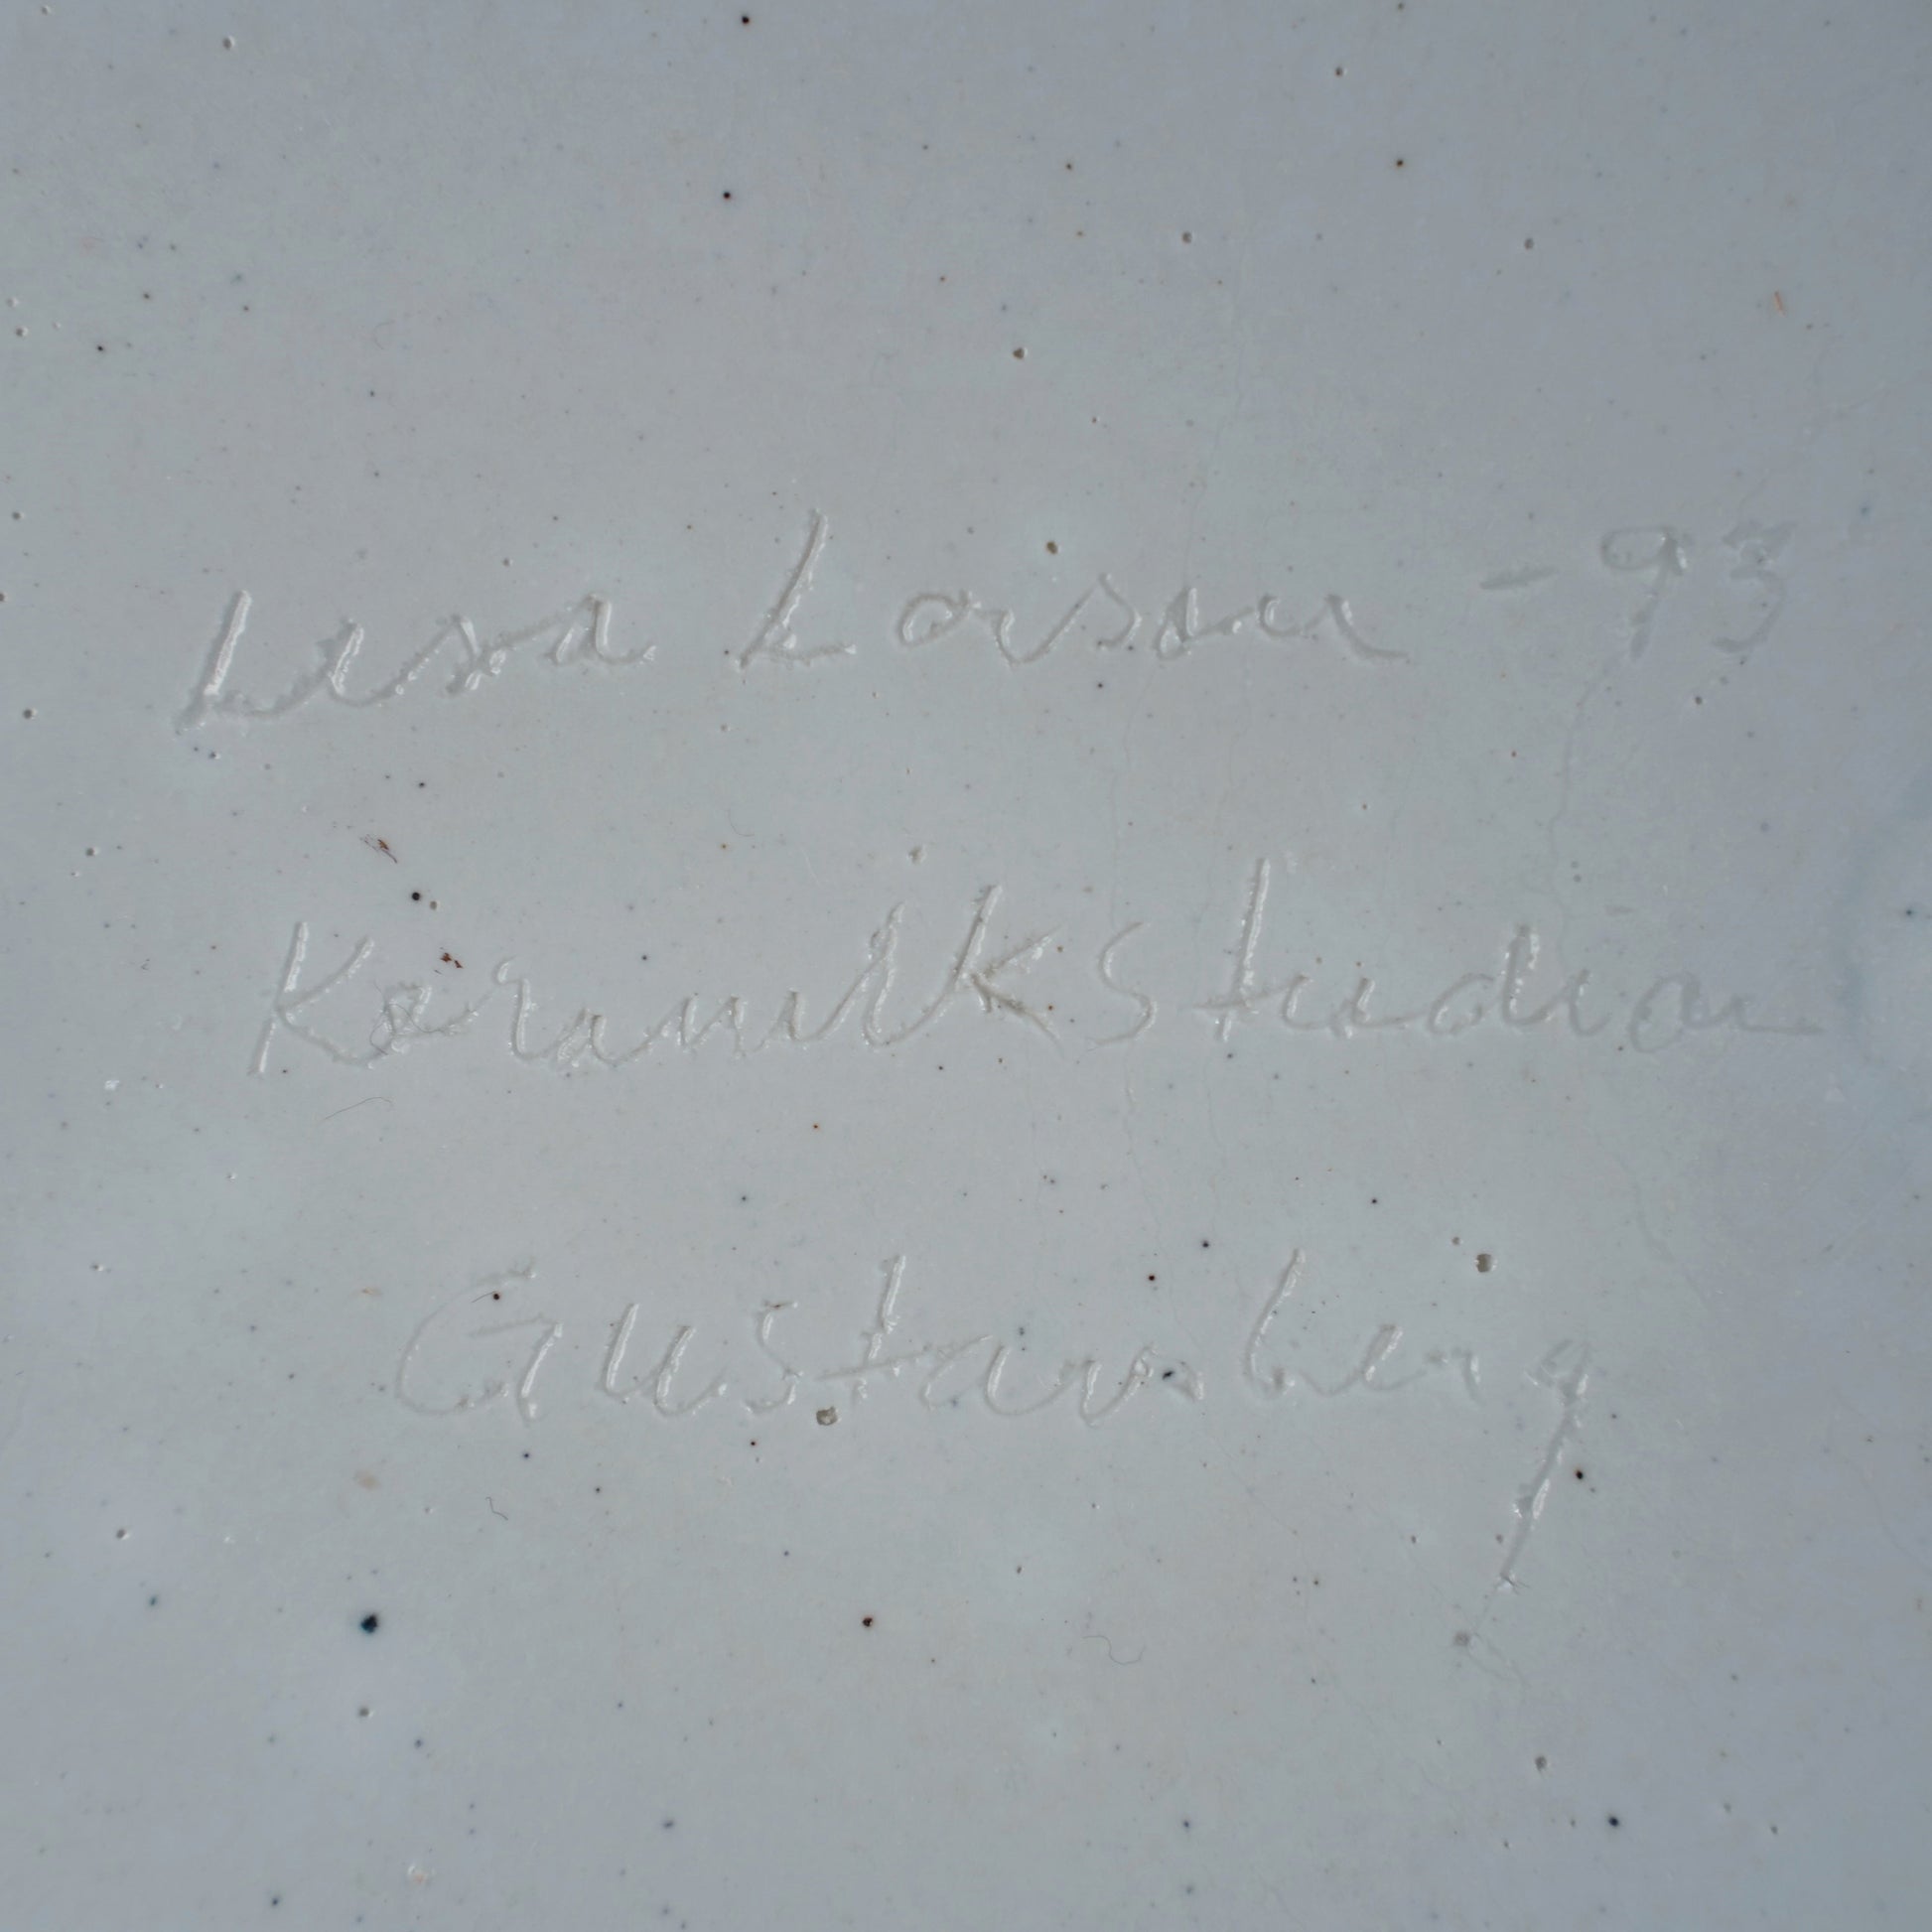 Lisa Larson -93
Keramikstudion
Gustavsberg